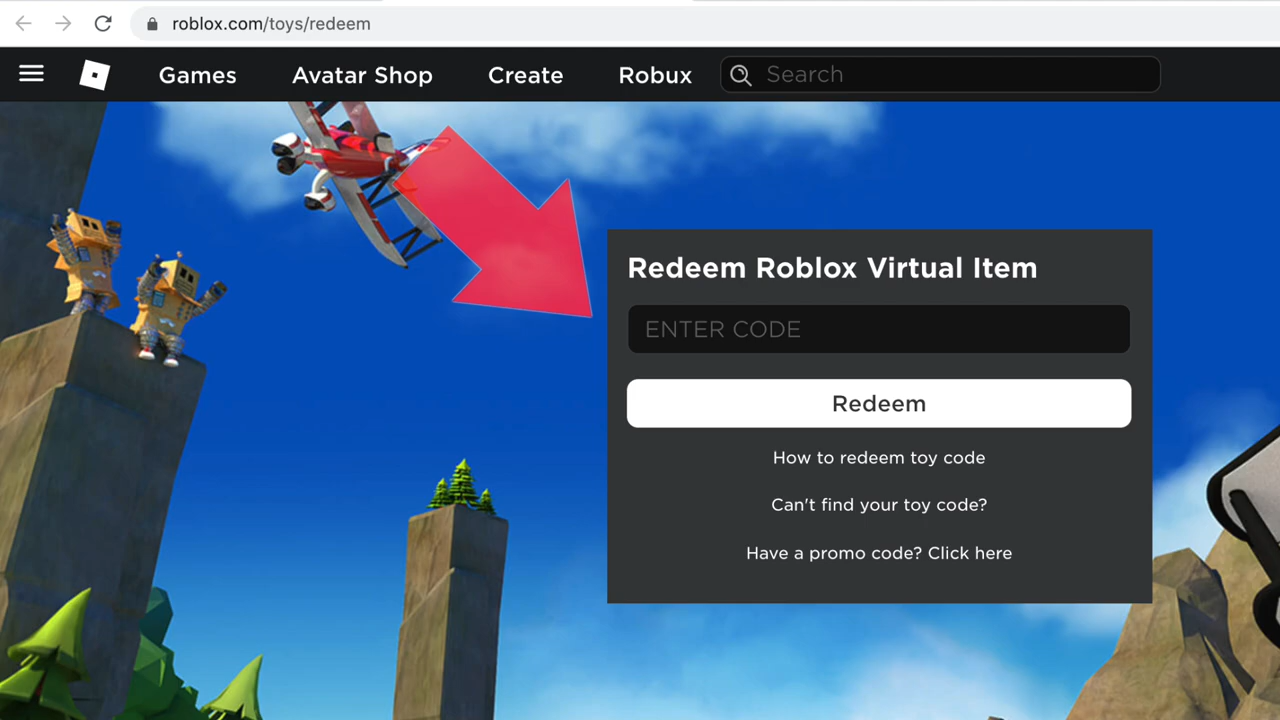 roblox.com/toys/redeem
Games Avatar Shop Create Robux Search
Redeem Roblox Virtual Item
ENTER CODE
Redeem
How to redeem toy code
Can't find your toy code?
Have a promo code? Click here